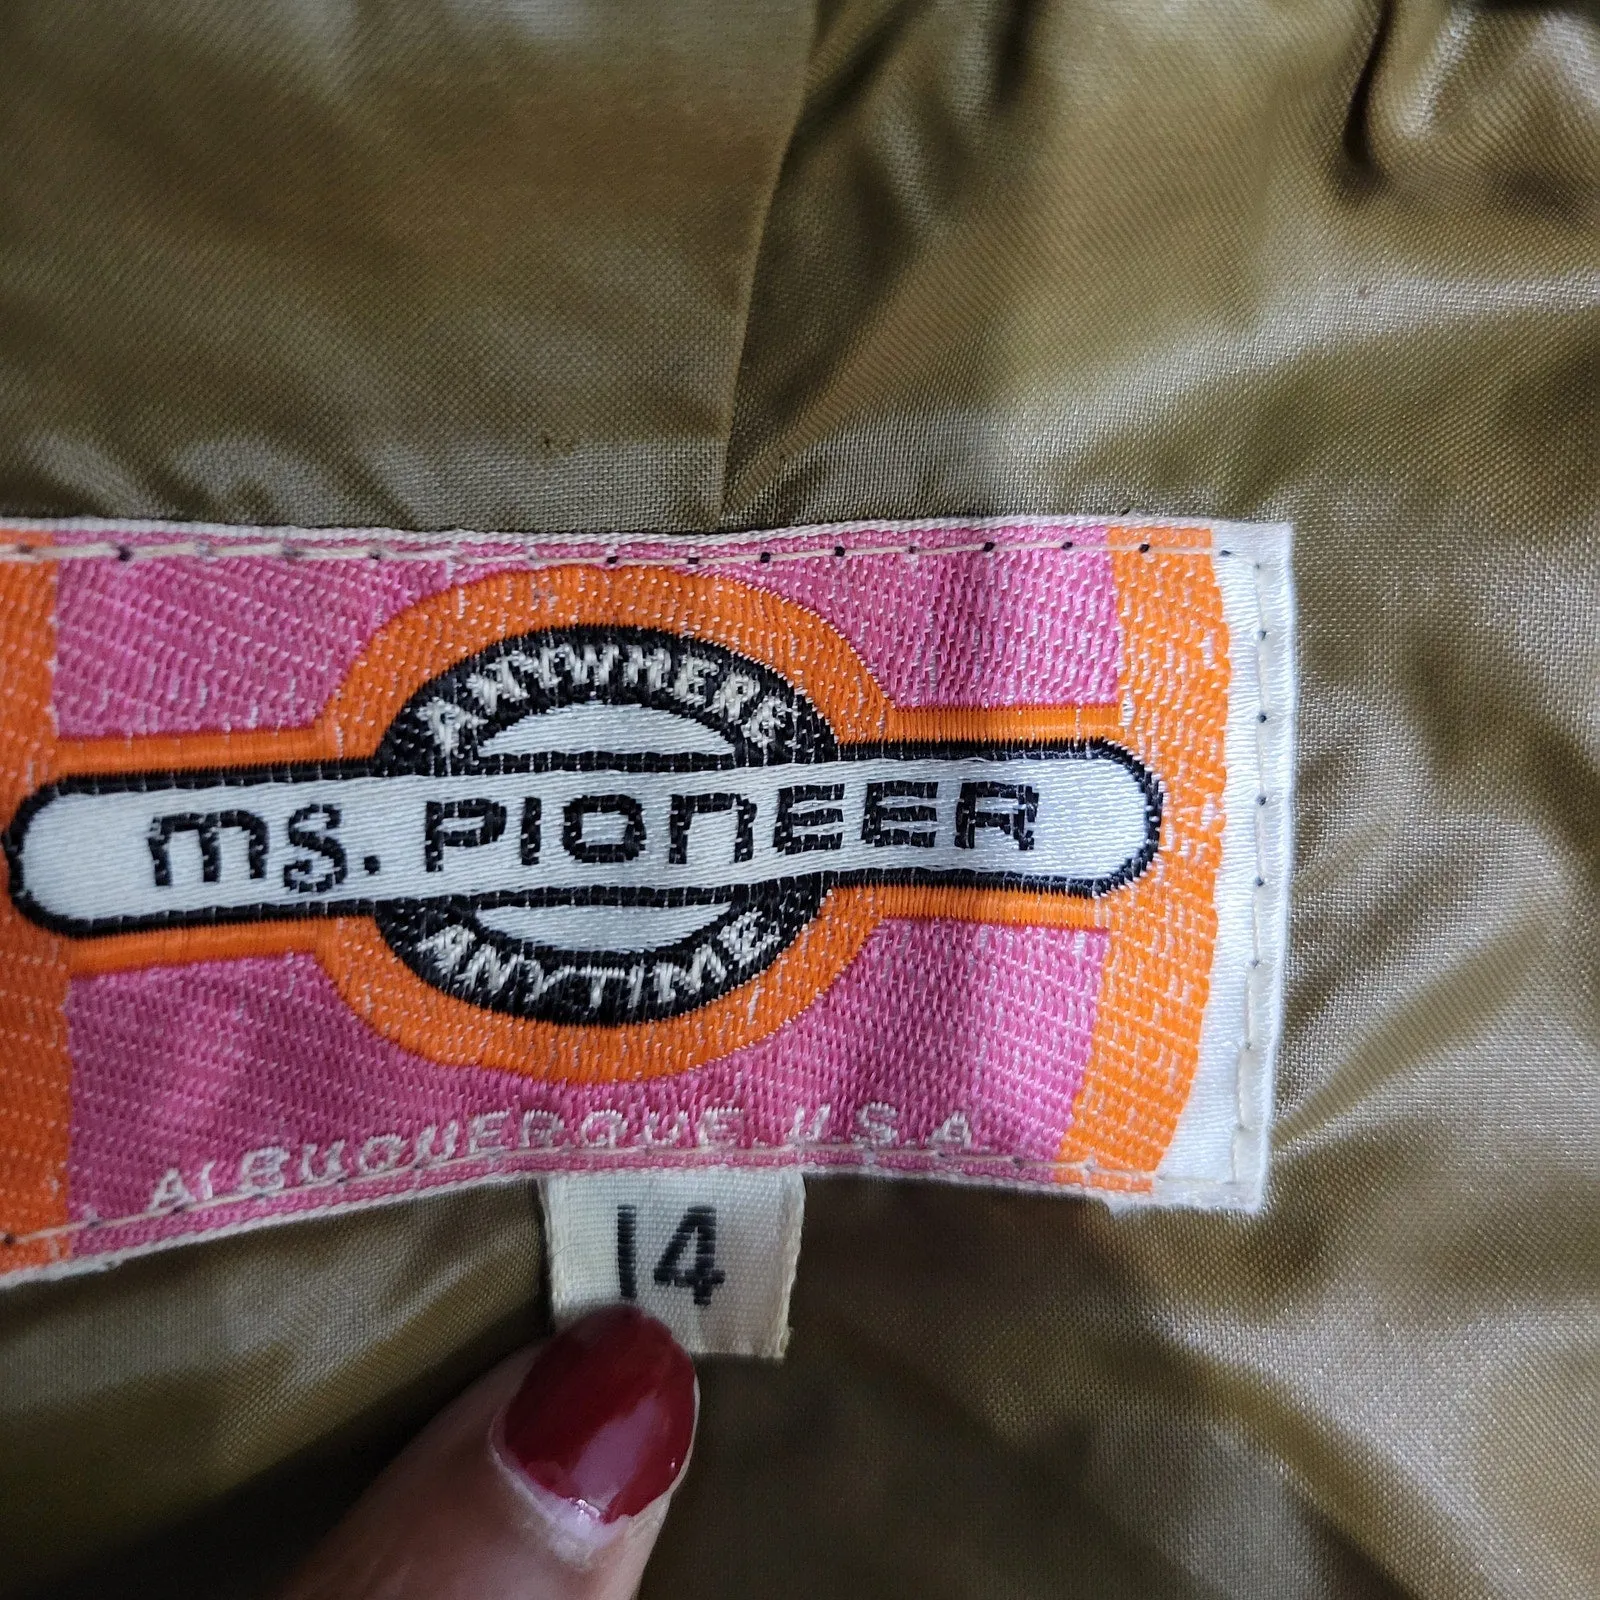 ANYWHERE
ms. PIONEER
ANYTIME
ALBUQUERQUE U.S.A
14